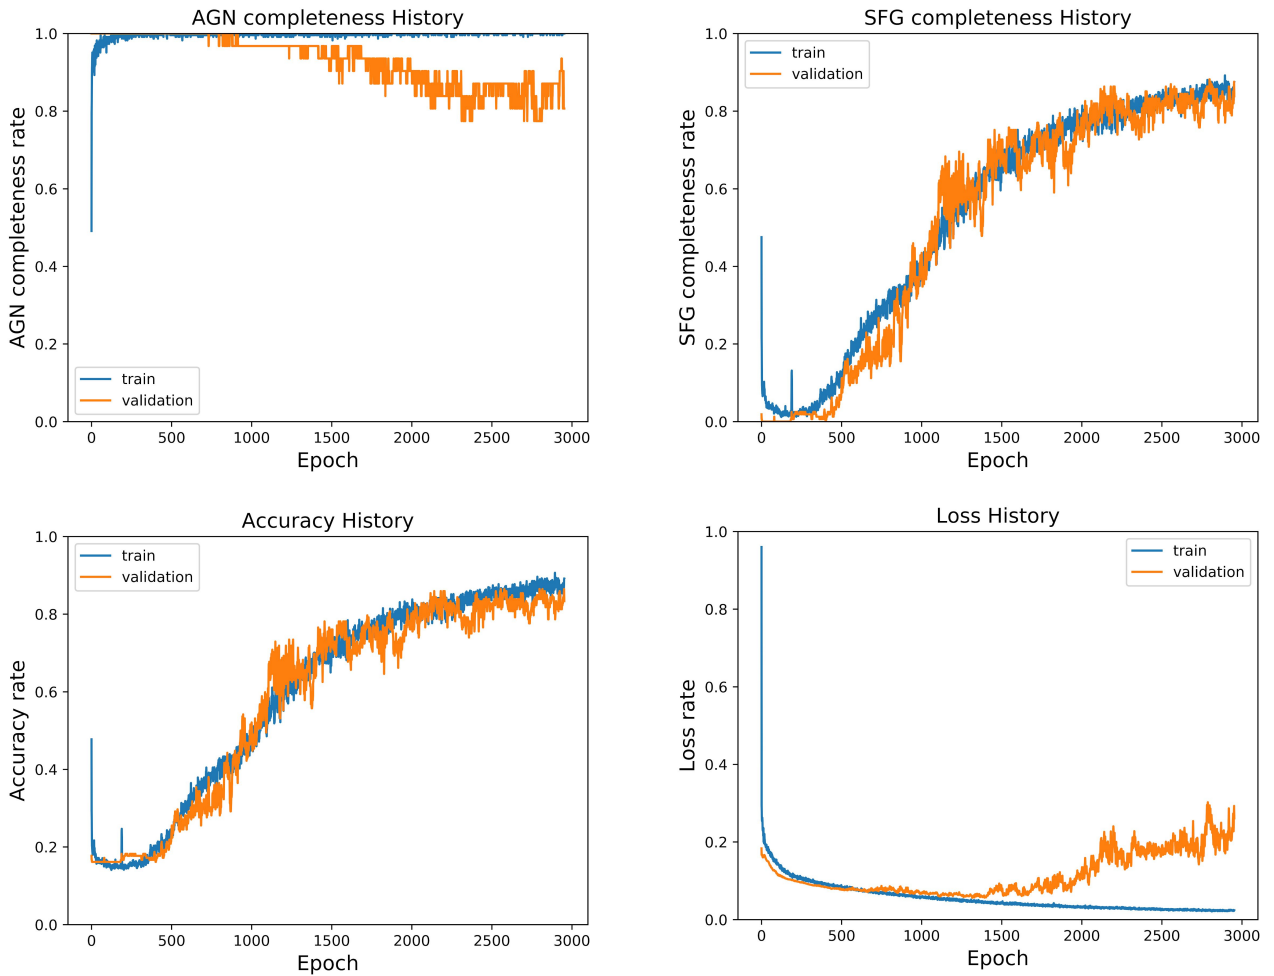 AGN completeness History
AGN completeness rate
1.0
0.8
0.6
0.4
0.2
0.0
train
validation
0 500 1000 1500 2000 2500 3000
Epoch
SFG completeness History
SFG completeness rate
1.0
0.8
0.6
0.4
0.2
0.0
train
validation
0 500 1000 1500 2000 2500 3000
Epoch
Accuracy History
Accuracy rate
1.0
0.8
0.6
0.4
0.2
0.0
train
validation
0 500 1000 1500 2000 2500 3000
Epoch
Loss History
Loss rate
1.0
0.8
0.6
0.4
0.2
0.0
train
validation
0 500 1000 1500 2000 2500 3000
Epoch